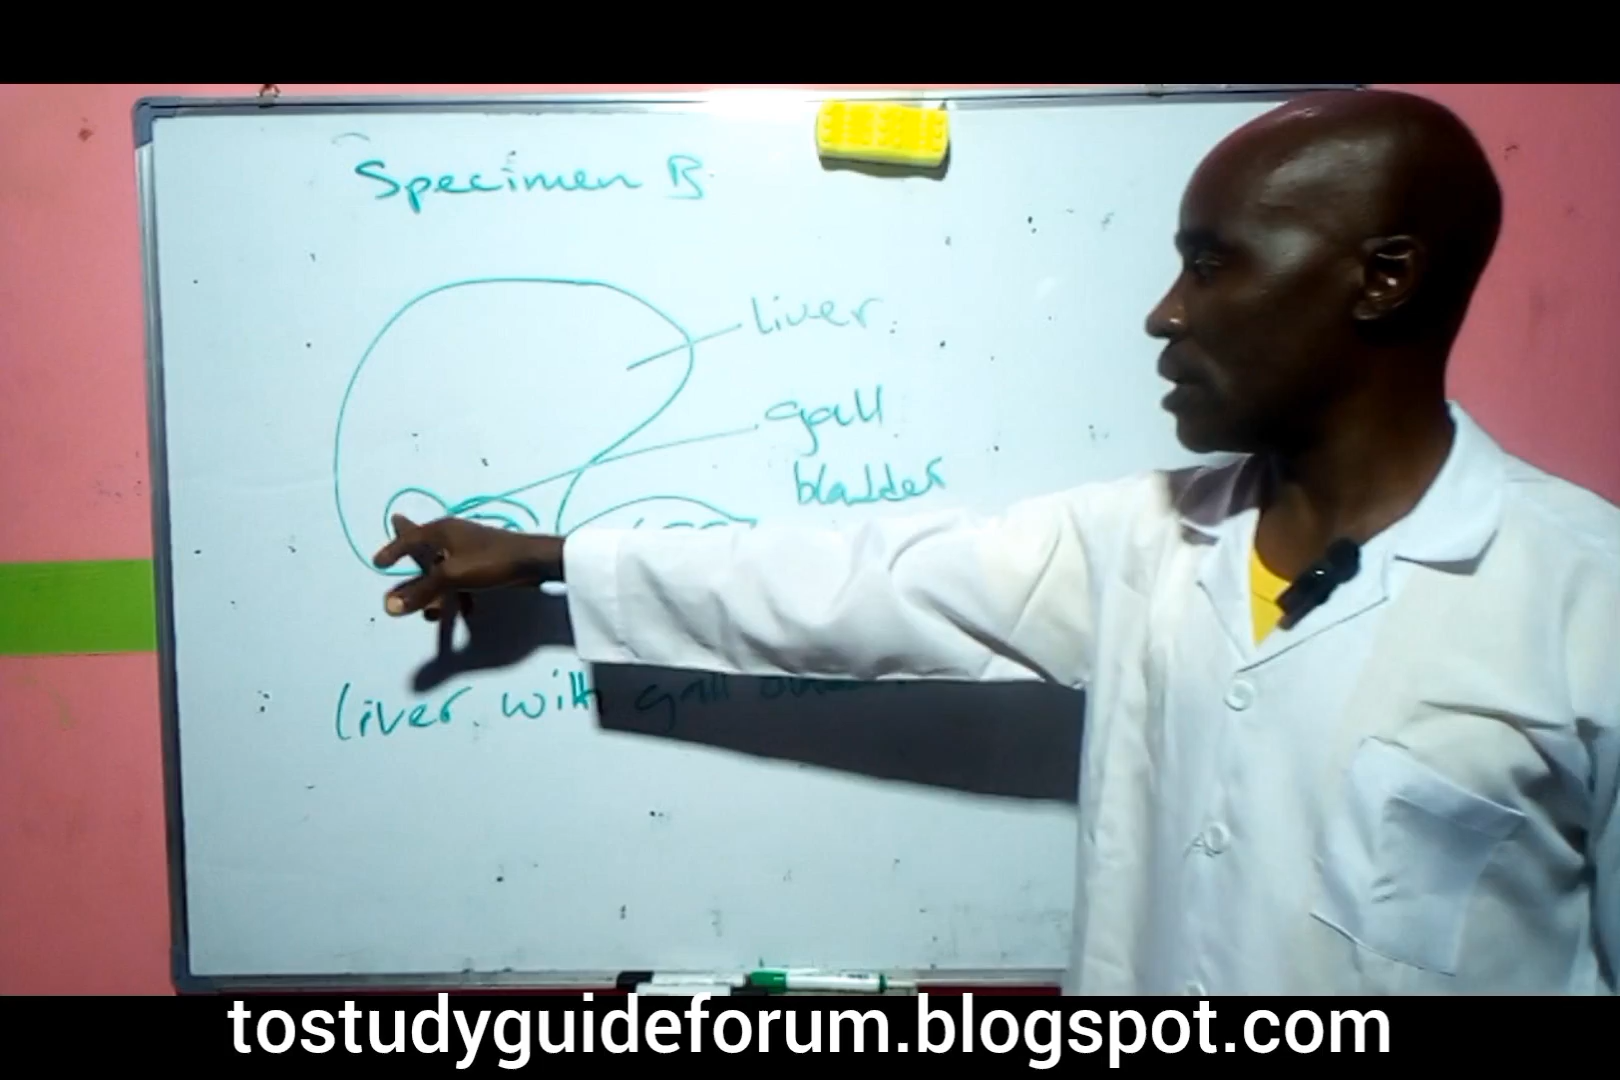 Specimen B
liver
gall
bladder
liver with gall
tostudyguideforum.blogspot.com